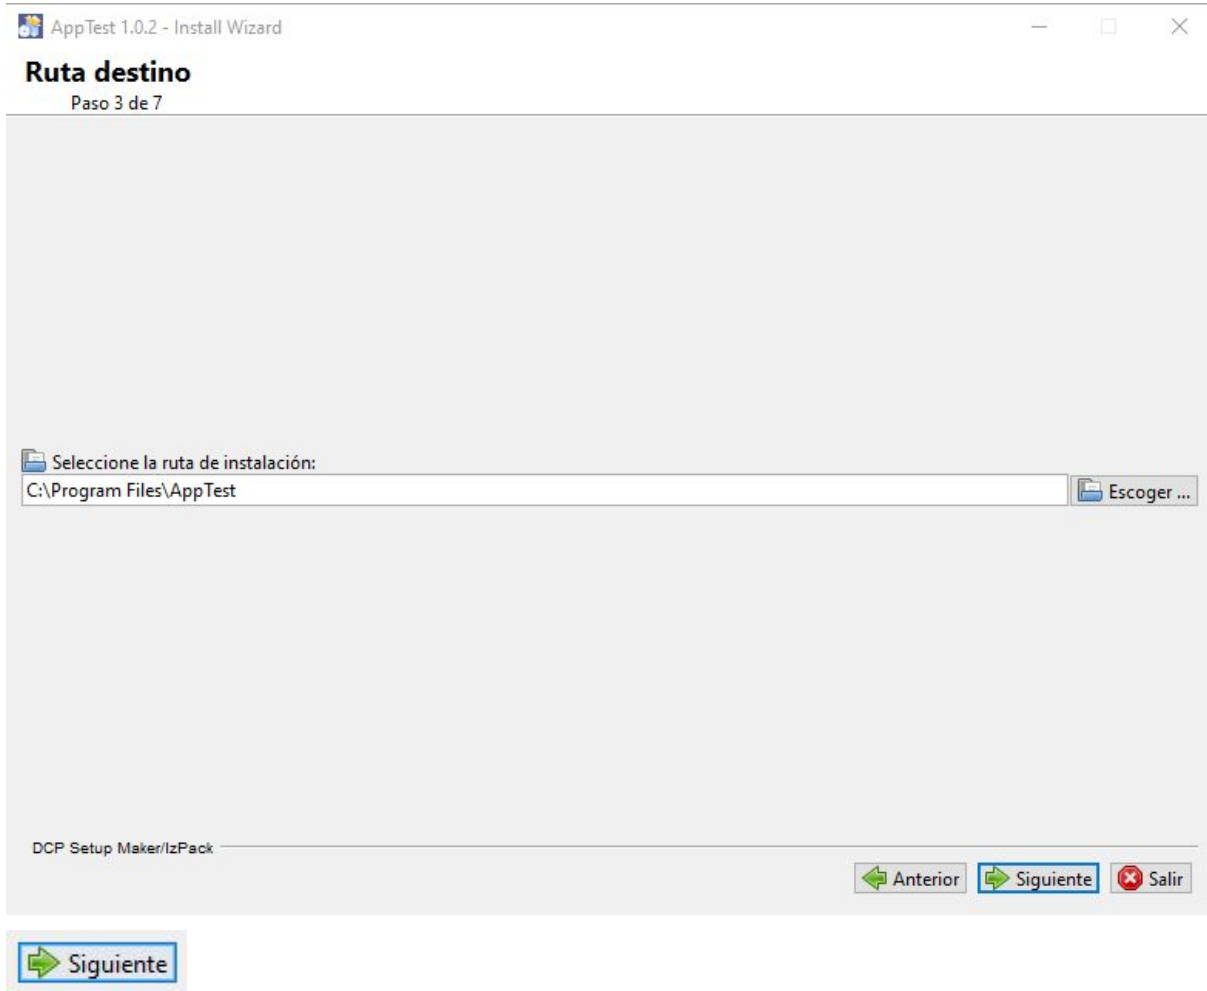 AppTest 1.0.2 - Install Wizard
Ruta destino
Paso 3 de 7
Seleccione la ruta de instalación:
C:\Program Files\AppTest
Escoger ...
DCP Setup Maker/IzPack
Anterior
Siguiente
Salir
Siguiente